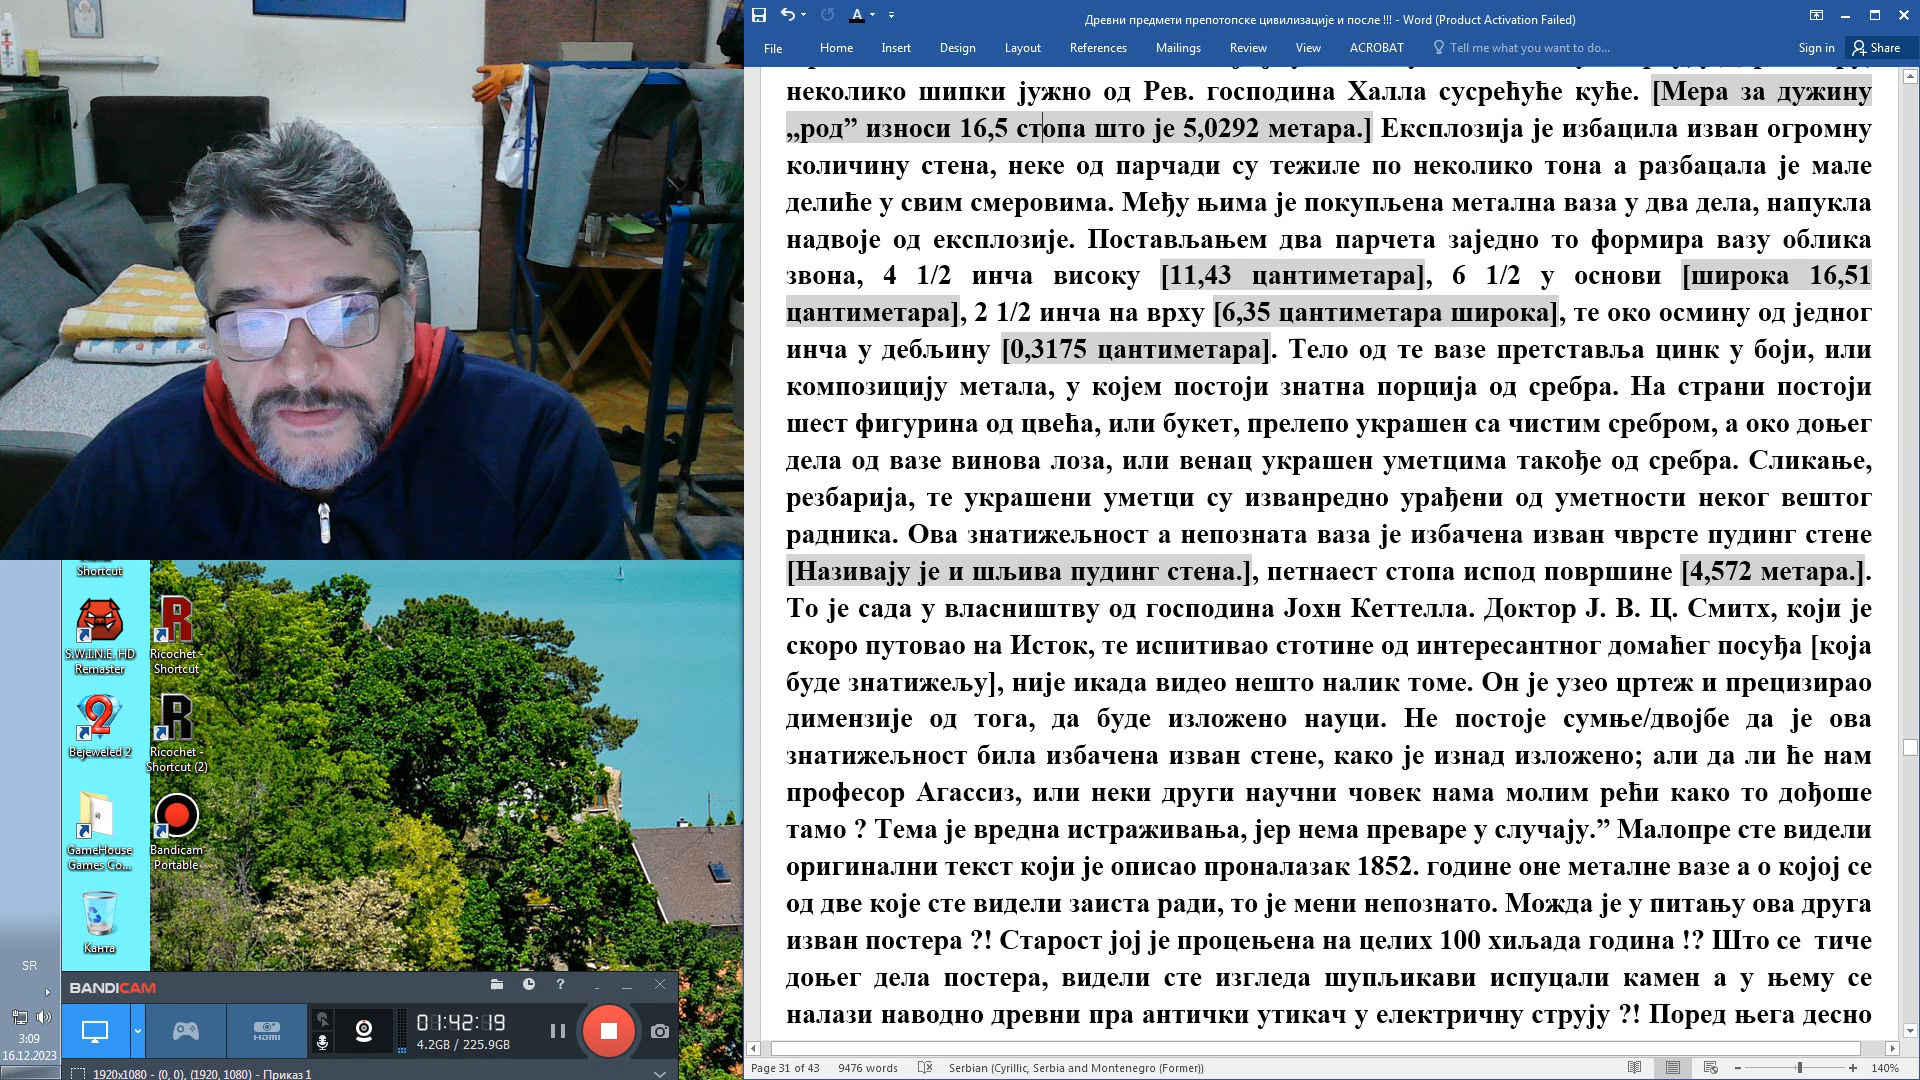 Древни предмети препотопске цивилизације и после !!! - Word (Product Activation Failed)
File Home Insert Design Layout References Mailings Review View ACROBAT Tell me what you want to do... Sign in Share
неколико шипки јужно од Рев. господина Халла сусрећуће куће. [Мера за дужину
„род” износи 16,5 стопа што је 5,0292 метара.] Експлозија је избацила изван огромну
количину стена, неке од парчади су тежиле по неколико тона а разбацала је мале
делиће у свим смеровима. Међу њима је покупљена метална ваза у два дела, напукла
надвоје од експлозије. Постављањем два парчета заједно то формира вазу облика
звона, 4 1/2 инча високу [11,43 цантиметара], 6 1/2 у основи [широка 16,51
цантиметара], 2 1/2 инча на врху [6,35 цантиметара широка], те око осмину од једног
инча у дебљину [0,3175 цантиметара]. Тело од те вазе претставља цинк у боји, или
композицију метала, у којем постоји знатна порција од сребра. На страни постоји
шест фигурина од цвећа, или букет, прелепо украшен са чистим сребром, а око доњег
дела од вазе винова лоза, или венац украшен уметцима такође од сребра. Сликање,
резбарија, те украшени уметци су изванредно урађени од уметности неког вештог
радника. Ова знатижељност а непозната ваза је избачена изван чврсте пудинг стене
[Називају је и шљива пудинг стена.], петнаест стопа испод површине [4,572 метара.].
То је сада у власништву од господина Јохн Кеттелла. Доктор Ј. В. Ц. Смитх, који је
скоро путовао на Исток, те испитивао стотине од интересантног домаћег посуђа [која
буде знатижељу], није икада видео нешто налик томе. Он је узео цртеж и прецизирао
димензије од тога, да буде изложено науци. Не постоје сумње/двојбе да је ова
знатижељност била избачена изван стене, како је изнад изложено; али да ли ће нам
професор Агассиз, или неки други научни човек нама молим рећи како то дођоше
тамо ? Тема је вредна истраживања, јер нема преваре у случају.” Малопре сте видели
оригинални текст који је описао проналазак 1852. године оне металне вазе а о којој се
од две које сте видели заиста ради, то је мени непознато. Можда је у питању ова друга
изван постера ?! Старост јој је процењена на целих 100 хиљада година !? Што се тиче
доњег дела постера, видели сте изгледа шупљикави испуцали камен а у њему се
налази наводно древни пра антички утикач у електричну струју ?! Поред њега десно
Page 31 of 43 9476 words Serbian (Cyrillic, Serbia and Montenegro (Former)) 140%
Shortcut
S.W.I.N.E. HD Remaster
Ricochet - Shortcut
Bejeweled 2
Ricochet - Shortcut (2)
GameHouse Games Co...
Bandicam Portable
Канта
SR
3:09
16.12.2023
BANDICAM
HDMI
01:42:19
4.2GB / 225.9GB
1920x1080 - (0, 0), (1920, 1080) - Приказ 1